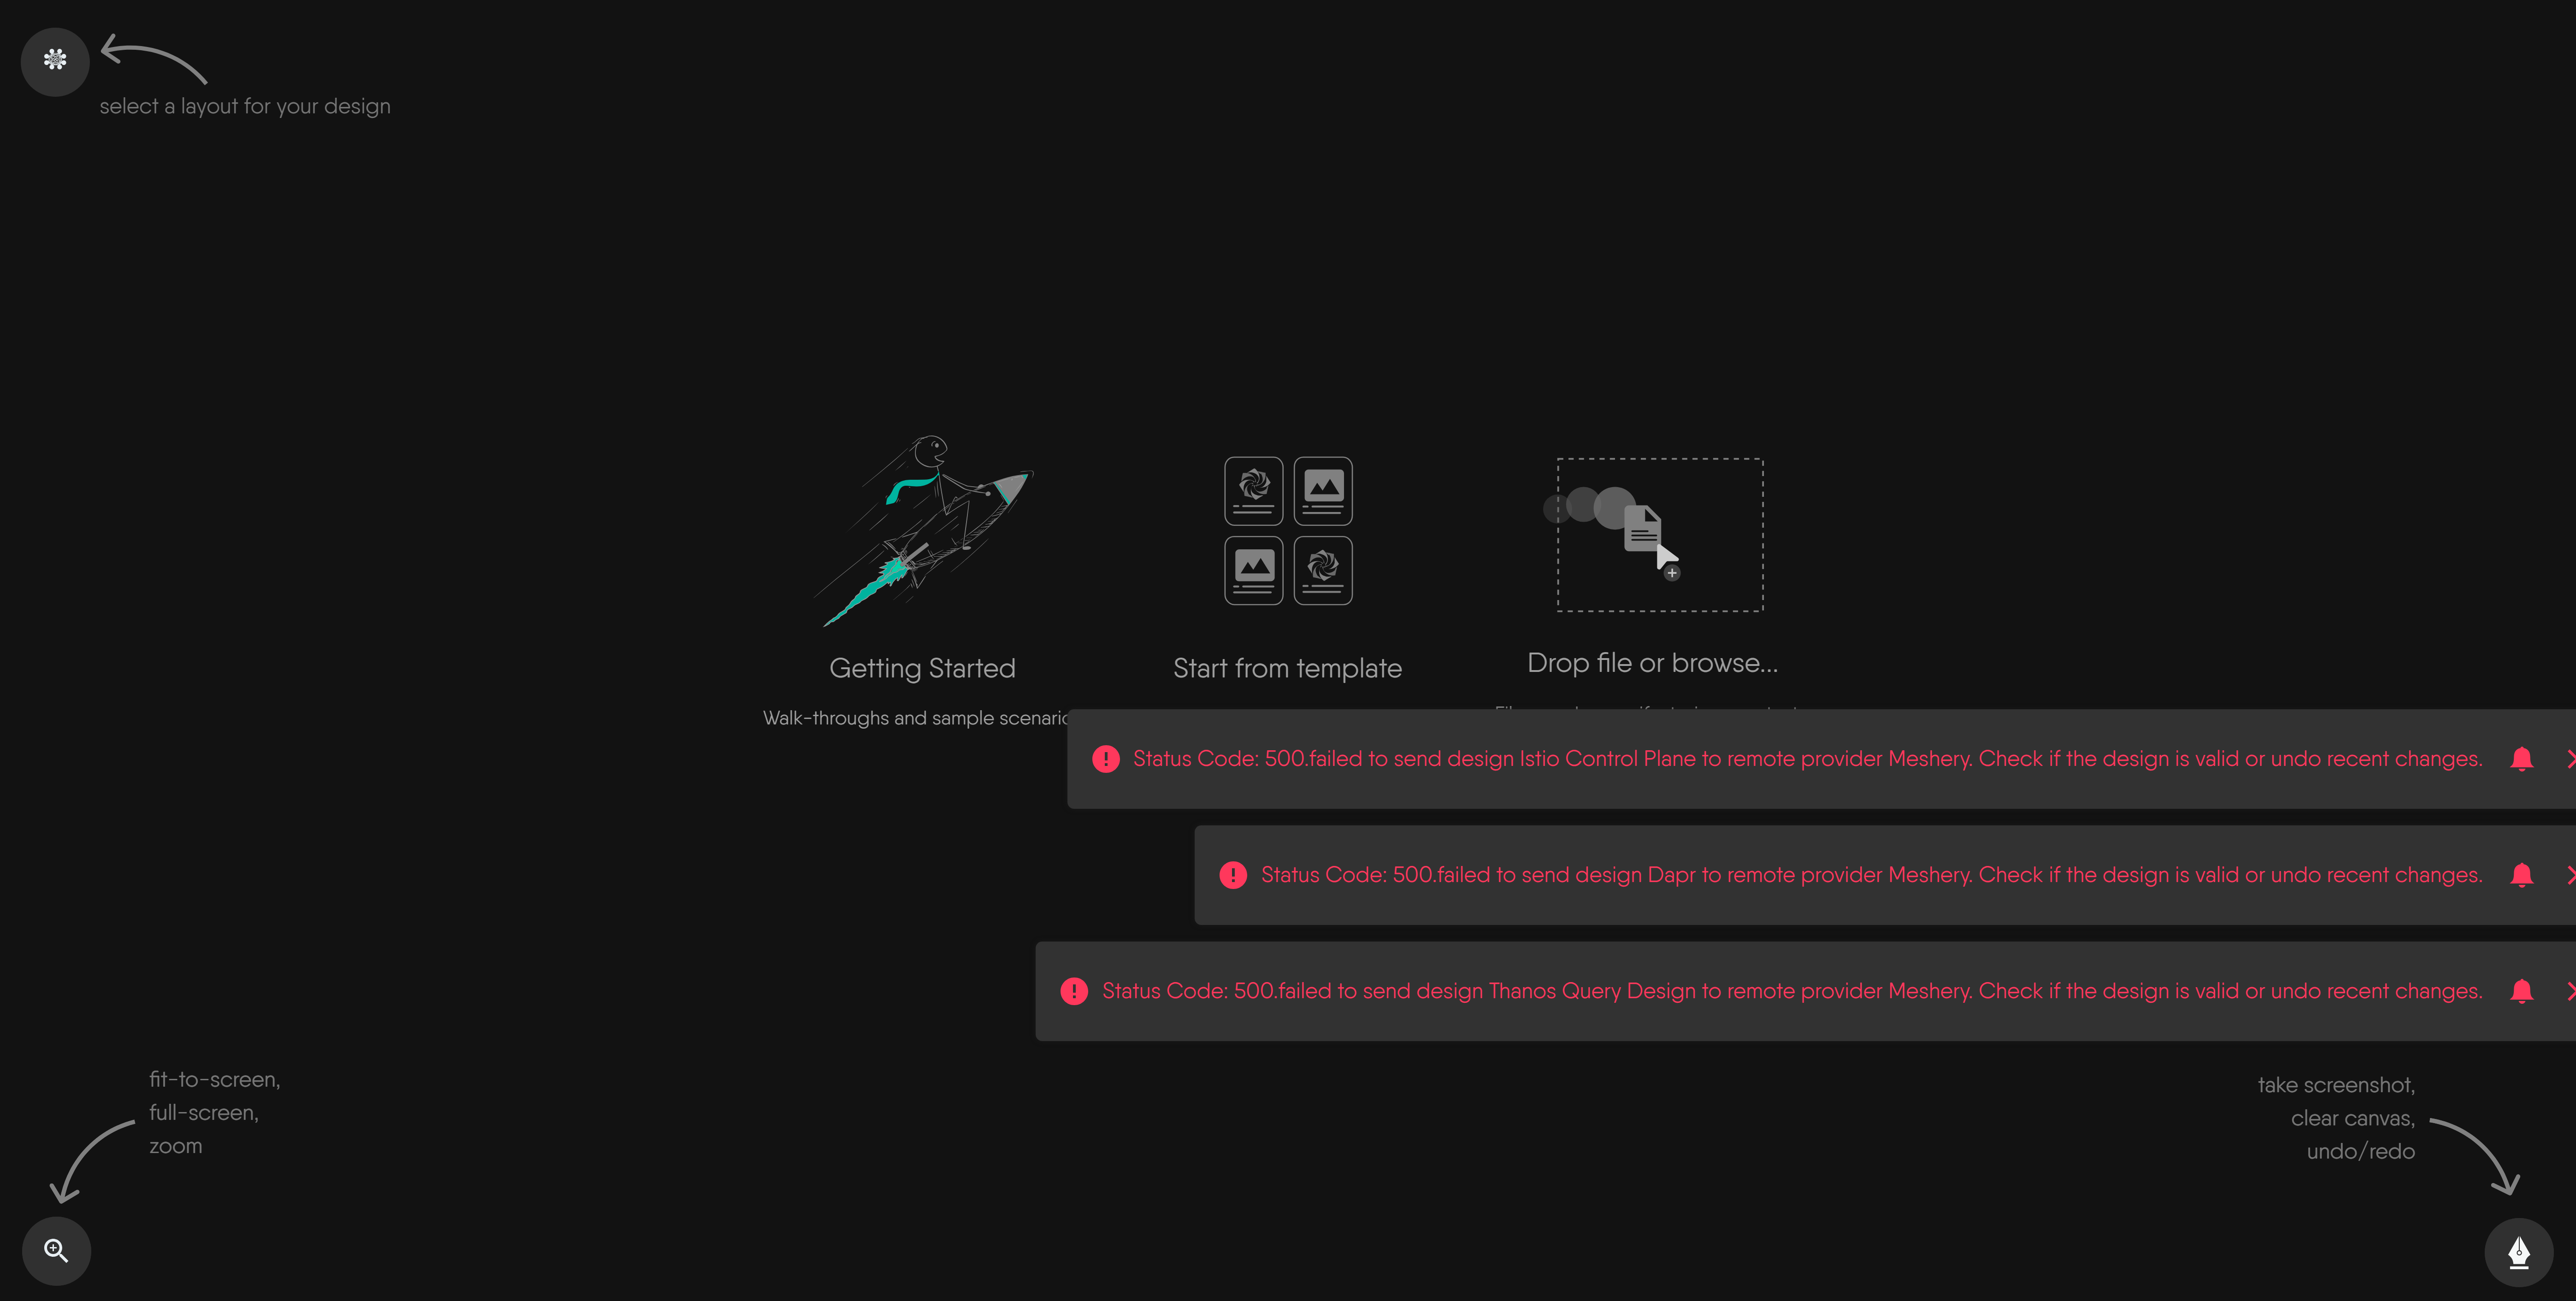 select a layout for your design
Getting Started
Start from template
Drop file or browse...
Walk-throughs and sample scenario
Status Code: 500.failed to send design Istio Control Plane to remote provider Meshery. Check if the design is valid or undo recent changes.
Status Code: 500.failed to send design Dapr to remote provider Meshery. Check if the design is valid or undo recent changes.
Status Code: 500.failed to send design Thanos Query Design to remote provider Meshery. Check if the design is valid or undo recent changes.
fit-to-screen,
full-screen,
zoom
take screenshot,
clear canvas,
undo/redo